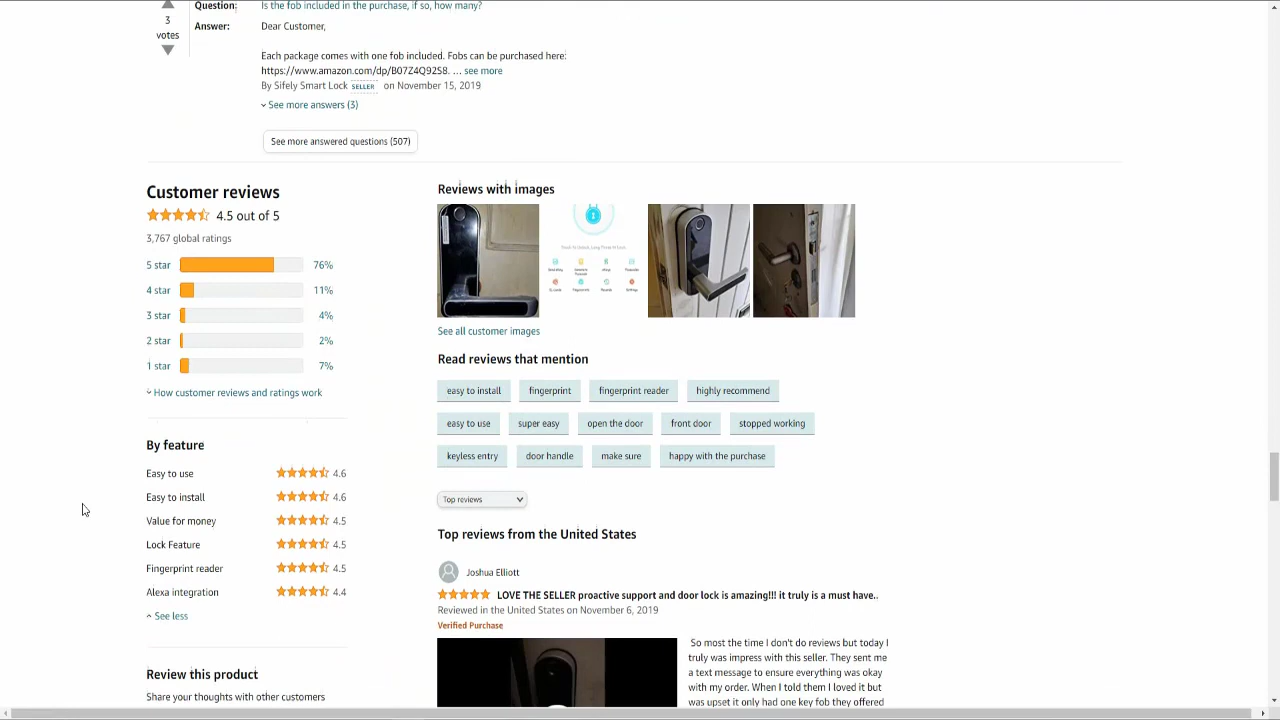 3
votes
Question: Is the fob included in the purchase, if so, how many?
Answer: Dear Customer,
Each package comes with one fob included. Fobs can be purchased here:
https://www.amazon.com/dp/B07Z4Q92S8. ... see more
By Sifely Smart Lock SELLER on November 15, 2019
See more answers (3)
See more answered questions (507)
Customer reviews
4.5 out of 5
3,767 global ratings
5 star 76%
4 star 11%
3 star 4%
2 star 2%
1 star 7%
How customer reviews and ratings work
By feature
Easy to use 4.6
Easy to install 4.6
Value for money 4.5
Lock Feature 4.5
Fingerprint reader 4.5
Alexa integration 4.4
See less
Review this product
Share your thoughts with other customers
Reviews with images
See all customer images
Read reviews that mention
easy to install fingerprint fingerprint reader highly recommend
easy to use super easy open the door front door stopped working
keyless entry door handle make sure happy with the purchase
Top reviews
Top reviews from the United States
Joshua Elliott
LOVE THE SELLER proactive support and door lock is amazing!!! it truly is a must have..
Reviewed in the United States on November 6, 2019
Verified Purchase
So most the time I don't do reviews but today I
truly was impress with this seller. They sent me
a text message to ensure everything was okay
with my order. When I told them I loved it but
was upset it only had one key fob they offered